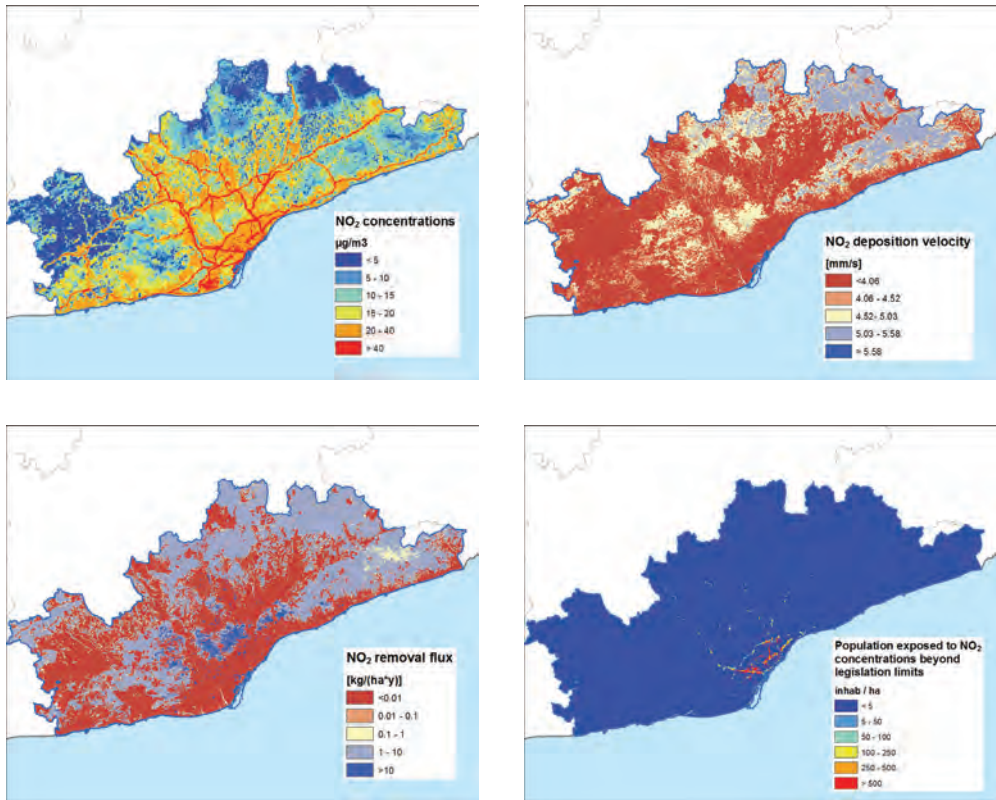 NO₂ concentrations
µg/m3
< 5
5 - 10
10 - 15
15 - 20
20 - 40
> 40
NO₂ deposition velocity
[mm/s]
<4.06
4.06 - 4.52
4.52- 5.03
5.03 - 5.58
> 5.58
NO₂ removal flux
[kg/(ha*y)]
<0.01
0.01 - 0.1
0.1 - 1
1 - 10
>10
Population exposed to NO₂
concentrations beyond
legislation limits
inhab / ha
< 5
5 - 50
50 - 100
100 - 250
250 - 500
> 500